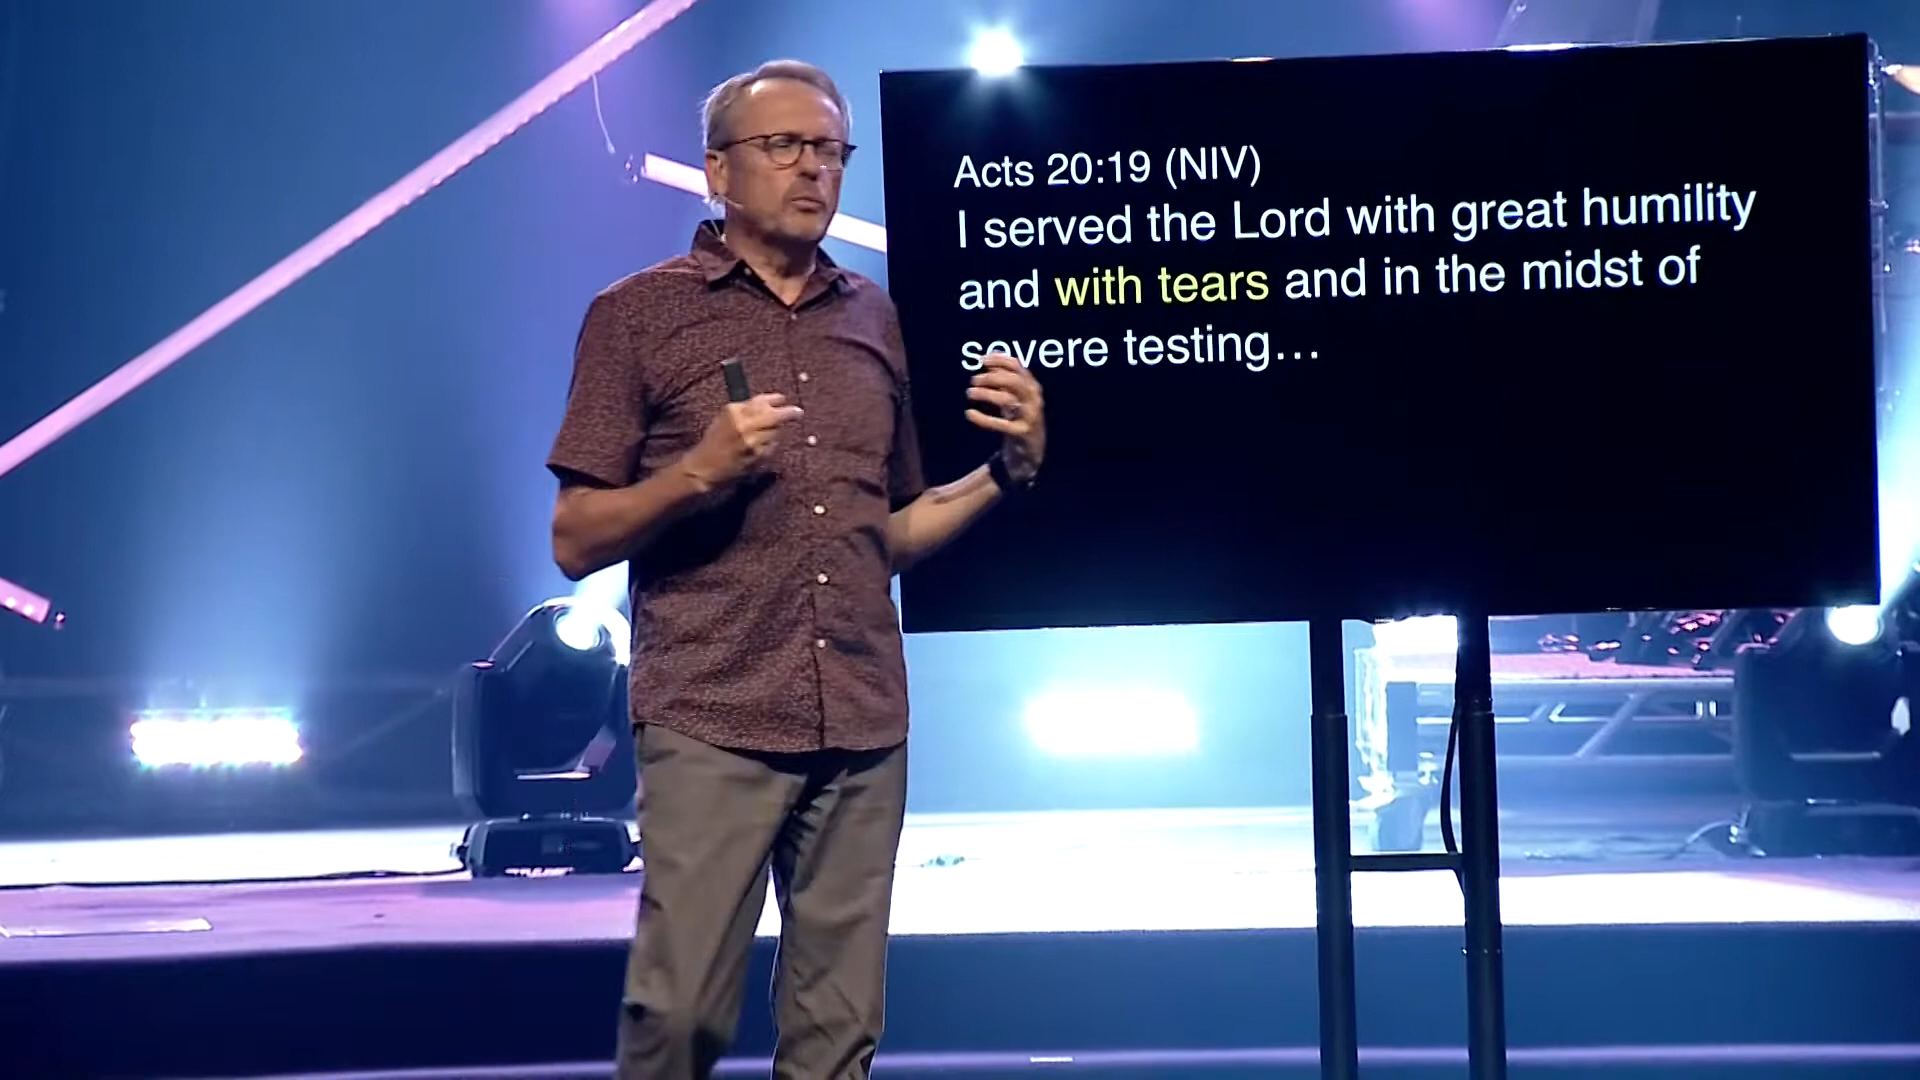 Acts 20:19 (NIV)
I served the Lord with great humility
and with tears and in the midst of
severe testing…